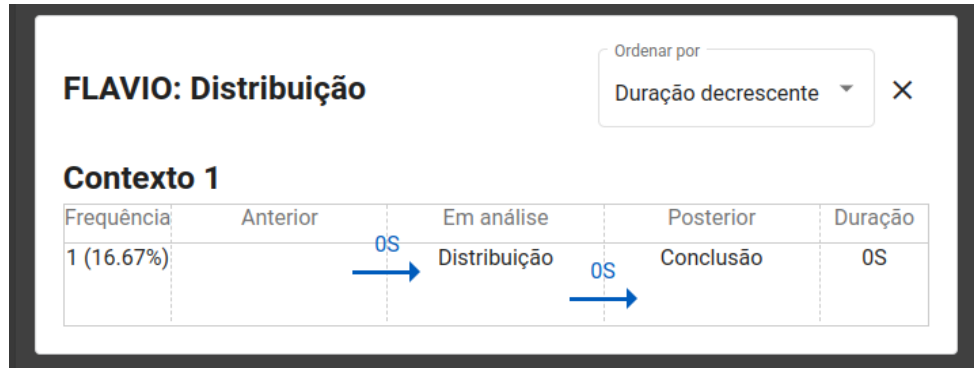 Ordenar por
FLAVIO: Distribuição
Duração decrescente
Contexto 1
Frequência Anterior Em análise Posterior Duração
1 (16.67%) 0S Distribuição 0S Conclusão 0S